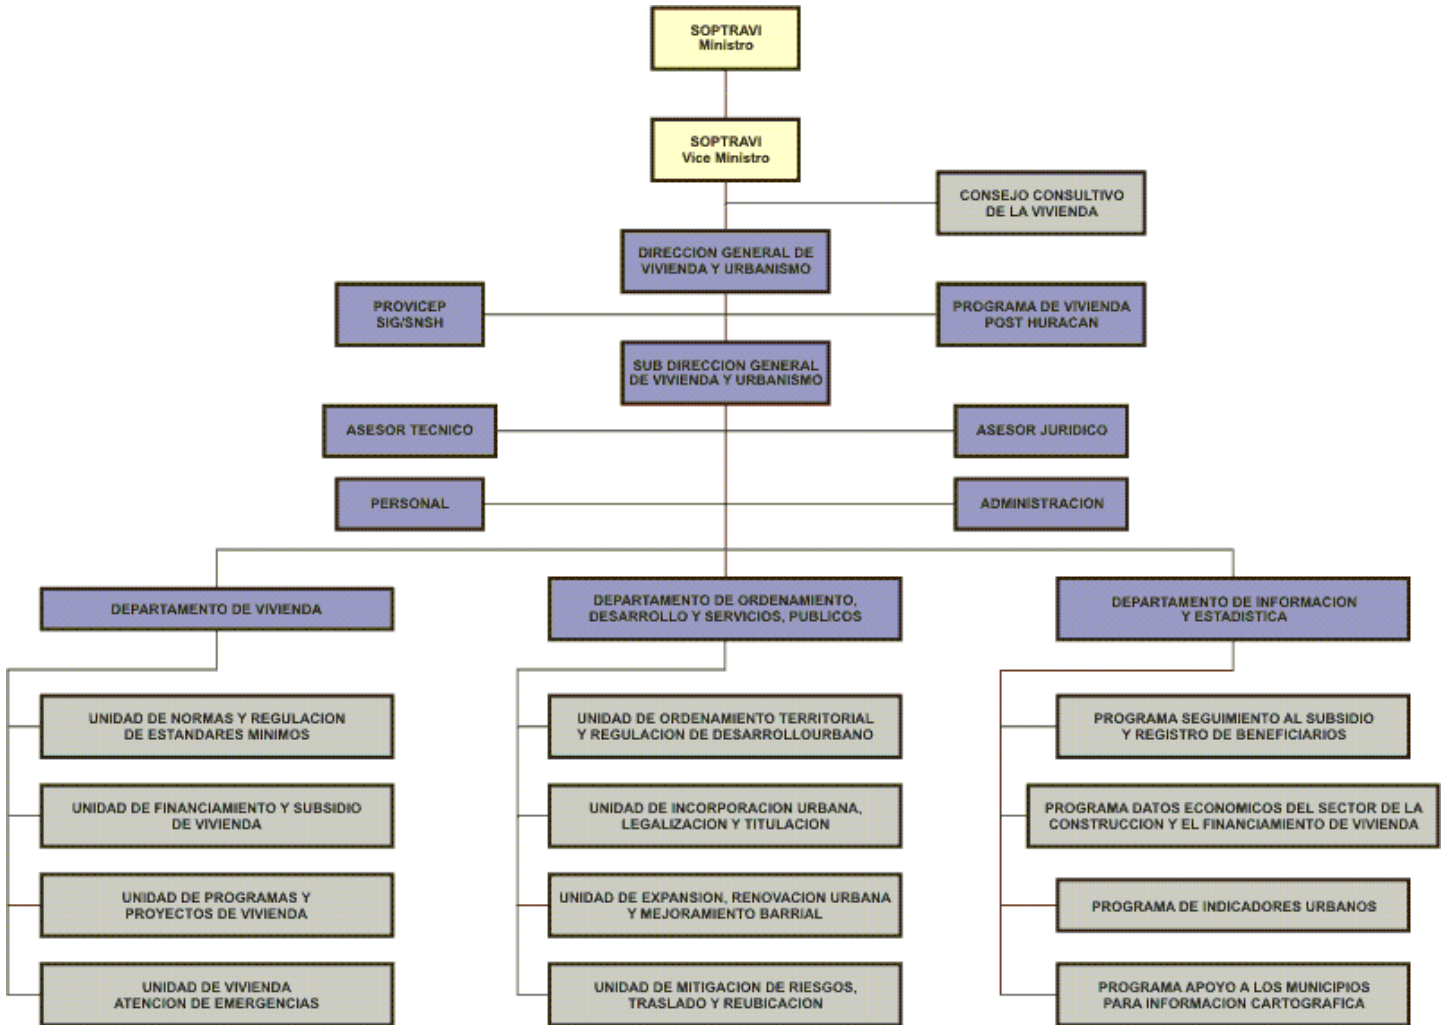 SOPTRAVI
Ministro
SOPTRAVI
Vice Ministro
CONSEJO CONSULTIVO
DE LA VIVIENDA
DIRECCION GENERAL DE
VIVIENDA Y URBANISMO
PROVICEP
SIG/SNSH
PROGRAMA DE VIVIENDA
POST HURACAN
SUB DIRECCION GENERAL
DE VIVIENDA Y URBANISMO
ASESOR TECNICO
ASESOR JURIDICO
PERSONAL
ADMINISTRACION
DEPARTAMENTO DE VIVIENDA
DEPARTAMENTO DE ORDENAMIENTO,
DESARROLLO Y SERVICIOS, PUBLICOS
DEPARTAMENTO DE INFORMACION
Y ESTADISTICA
UNIDAD DE NORMAS Y REGULACION
DE ESTANDARES MINIMOS
UNIDAD DE FINANCIAMIENTO Y SUBSIDIO
DE VIVIENDA
UNIDAD DE PROGRAMAS Y
PROYECTOS DE VIVIENDA
UNIDAD DE VIVIENDA
ATENCION DE EMERGENCIAS
UNIDAD DE ORDENAMIENTO TERRITORIAL
Y REGULACION DE DESARROLLOURBANO
UNIDAD DE INCORPORACION URBANA,
LEGALIZACION Y TITULACION
UNIDAD DE EXPANSION, RENOVACION URBANA
Y MEJORAMIENTO BARRIAL
UNIDAD DE MITIGACION DE RIESGOS,
TRASLADO Y REUBICACION
PROGRAMA SEGUIMIENTO AL SUBSIDIO
Y REGISTRO DE BENEFICIARIOS
PROGRAMA DATOS ECONOMICOS DEL SECTOR DE LA
CONSTRUCCION Y EL FINANCIAMIENTO DE VIVIENDA
PROGRAMA DE INDICADORES URBANOS
PROGRAMA APOYO A LOS MUNICIPIOS
PARA INFORMACION CARTOGRAFICA